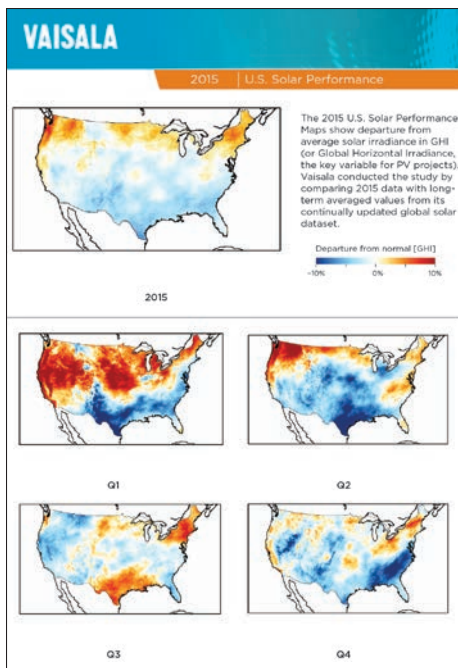 VAISALA
2015 | U.S. Solar Performance
The 2015 U.S. Solar Performance
Maps show departure from
average solar irradiance in GHI
(or Global Horizontal Irradiance,
the key variable for PV projects).
Vaisala conducted the study by
comparing 2015 data with long-
term averaged values from its
continually updated global solar
dataset.
Departure from normal [GHI]
-10% 0% 10%
2015
Q1 Q2
Q3 Q4